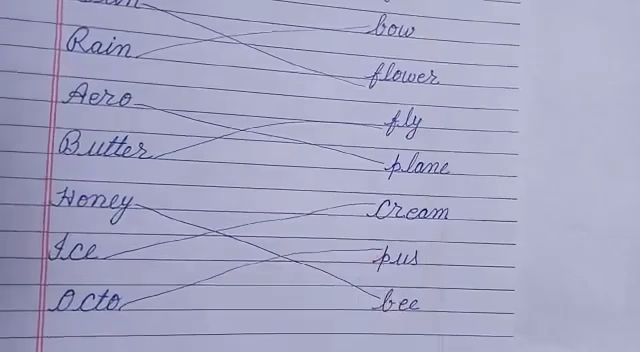 Rain bow
flower
Aero fly
Butter plane
Honey cream
Ice pus
Octo bee